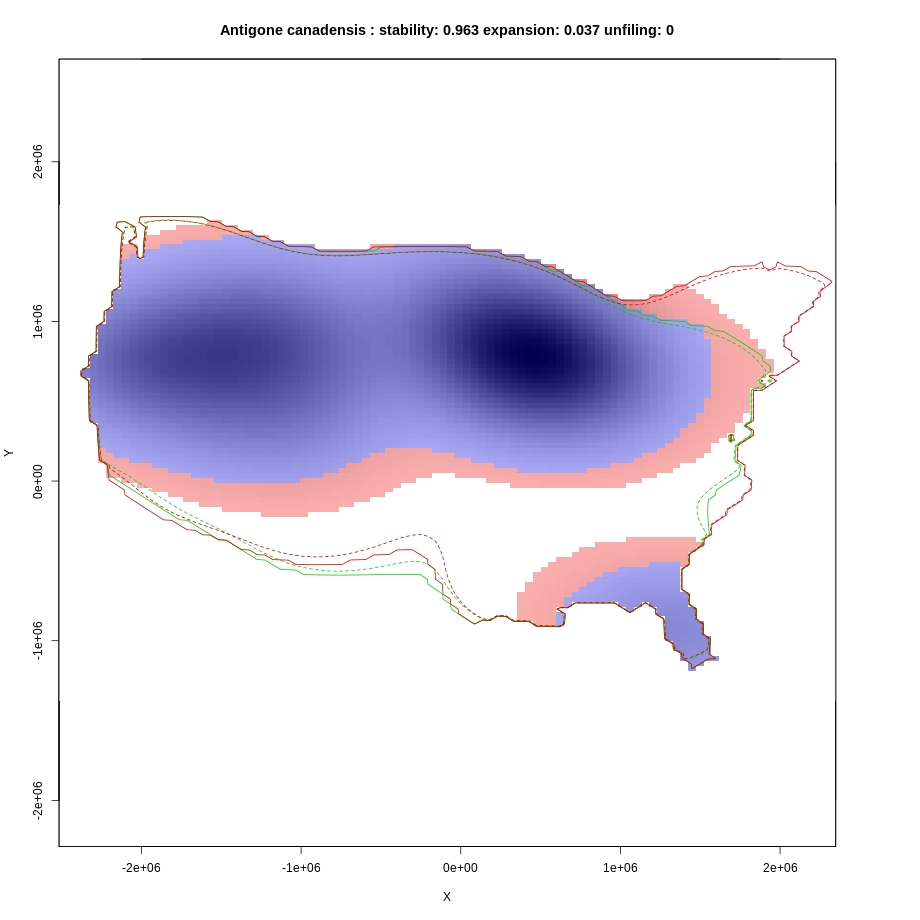 Antigone canadensis : stability: 0.963 expansion: 0.037 unfiling: 0
2e+06
1e+06
0e+00
-1e+06
-2e+06
Y
-2e+06 -1e+06 0e+00 1e+06 2e+06
X